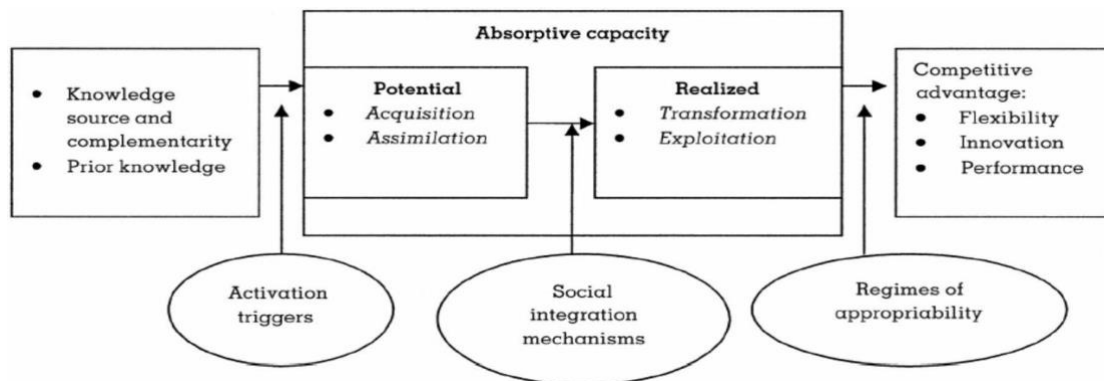 Absorptive capacity
• Knowledge
source and
complementarity
• Prior knowledge
Potential
• Acquisition
• Assimilation
Realized
• Transformation
• Exploitation
Competitive
advantage:
• Flexibility
• Innovation
• Performance
Activation
triggers
Social
integration
mechanisms
Regimes of
appropriability